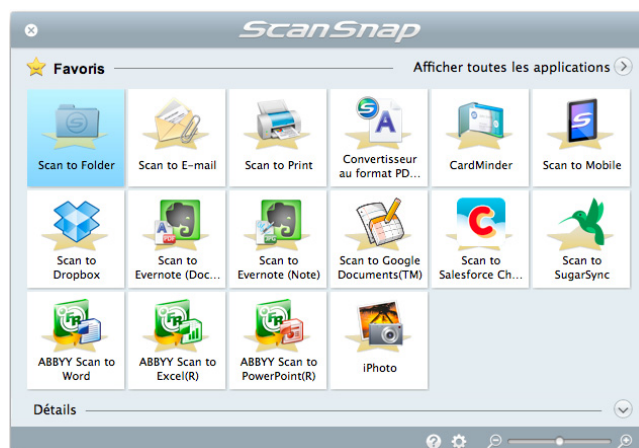 ScanSnap
Favoris
Afficher toutes les applications
Scan to Folder
Scan to E-mail
Scan to Print
Convertisseur
au format PD...
CardMinder
Scan to Mobile
Scan to
Dropbox
Scan to
Evernote (Doc...
Scan to
Evernote (Note)
Scan to Google
Documents(TM)
Scan to
Salesforce Ch...
Scan to
SugarSync
ABBYY Scan to
Word
ABBYY Scan to
Excel(R)
ABBYY Scan to
PowerPoint(R)
iPhoto
Détails